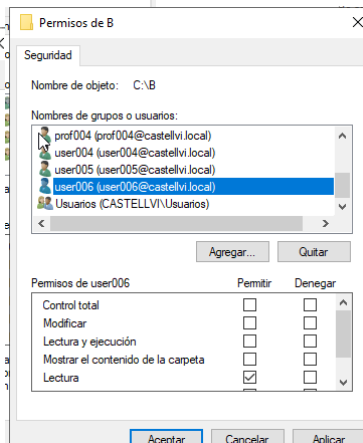 Permisos de B
Seguridad
Nombre de objeto: C:\B
Nombres de grupos o usuarios:
prof004 (prof004@castellvi.local)
user004 (user004@castellvi.local)
user005 (user005@castellvi.local)
user006 (user006@castellvi.local)
Usuarios (CASTELLVI\Usuarios)
Agregar... Quitar
Permisos de user006 Permitir Denegar
Control total
Modificar
Lectura y ejecución
Mostrar el contenido de la carpeta
Lectura
Aceptar Cancelar Aplicar